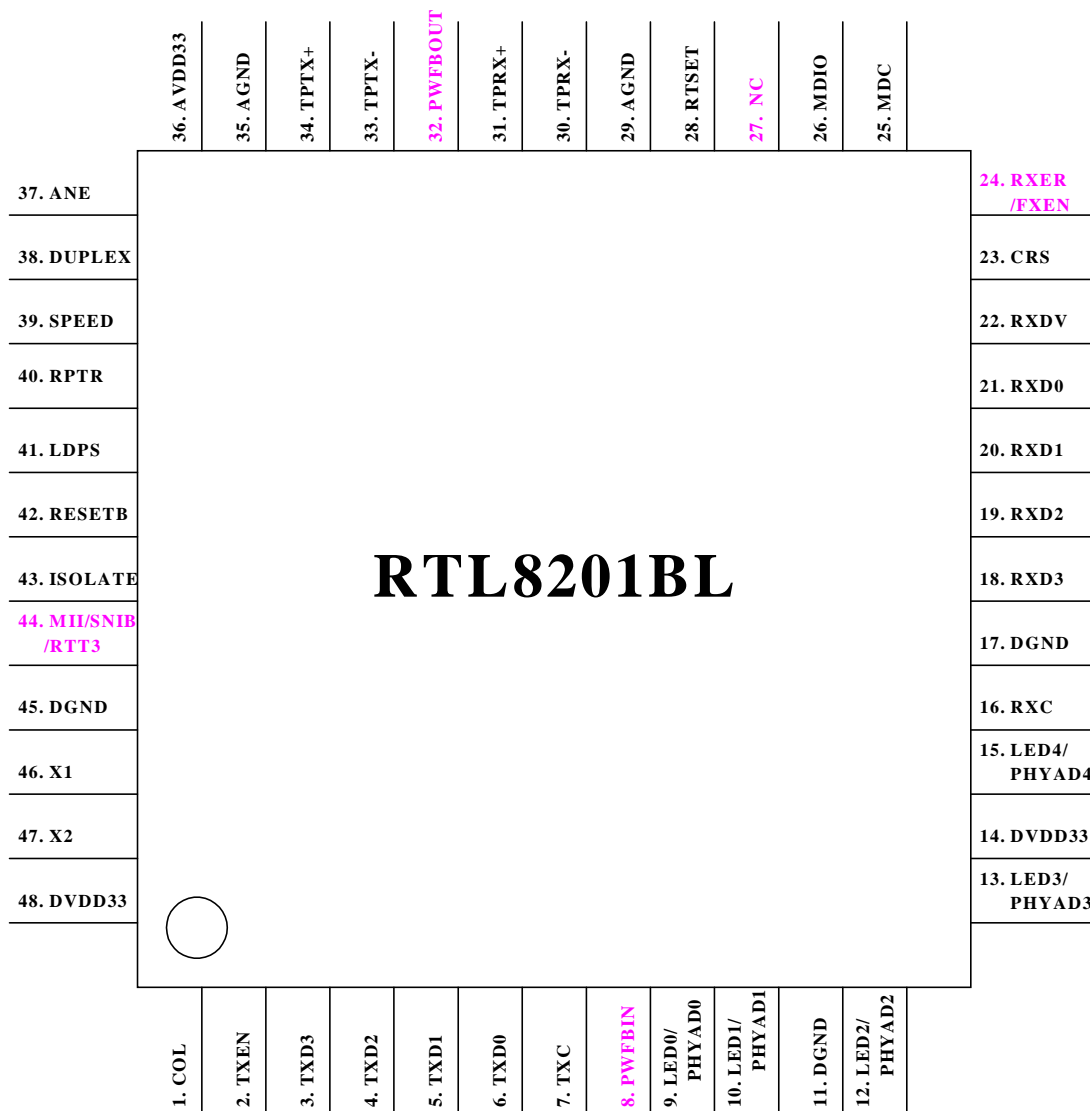 36. AVDD33
35. AGND
34. TPTX+
33. TPTX-
32. PWFBOUT
31. TPRX+
30. TPRX-
29. AGND
28. RTSET
27. NC
26. MDIO
25. MDC
37. ANE
38. DUPLEX
39. SPEED
40. RPTR
41. LDPS
42. RESETB
43. ISOLATE
44. MII/SNIB
/RTT3
45. DGND
46. X1
47. X2
48. DVDD33
RTL8201BL
24. RXER
/FXEN
23. CRS
22. RXDV
21. RXD0
20. RXD1
19. RXD2
18. RXD3
17. DGND
16. RXC
15. LED4/
PHYAD4
14. DVDD33
13. LED3/
PHYAD3
1. COL
2. TXEN
3. TXD3
4. TXD2
5. TXD1
6. TXD0
7. TXC
8. PWFBIN
9. LED0/
PHYAD0
10. LED1/
PHYAD1
11. DGND
12. LED2/
PHYAD2